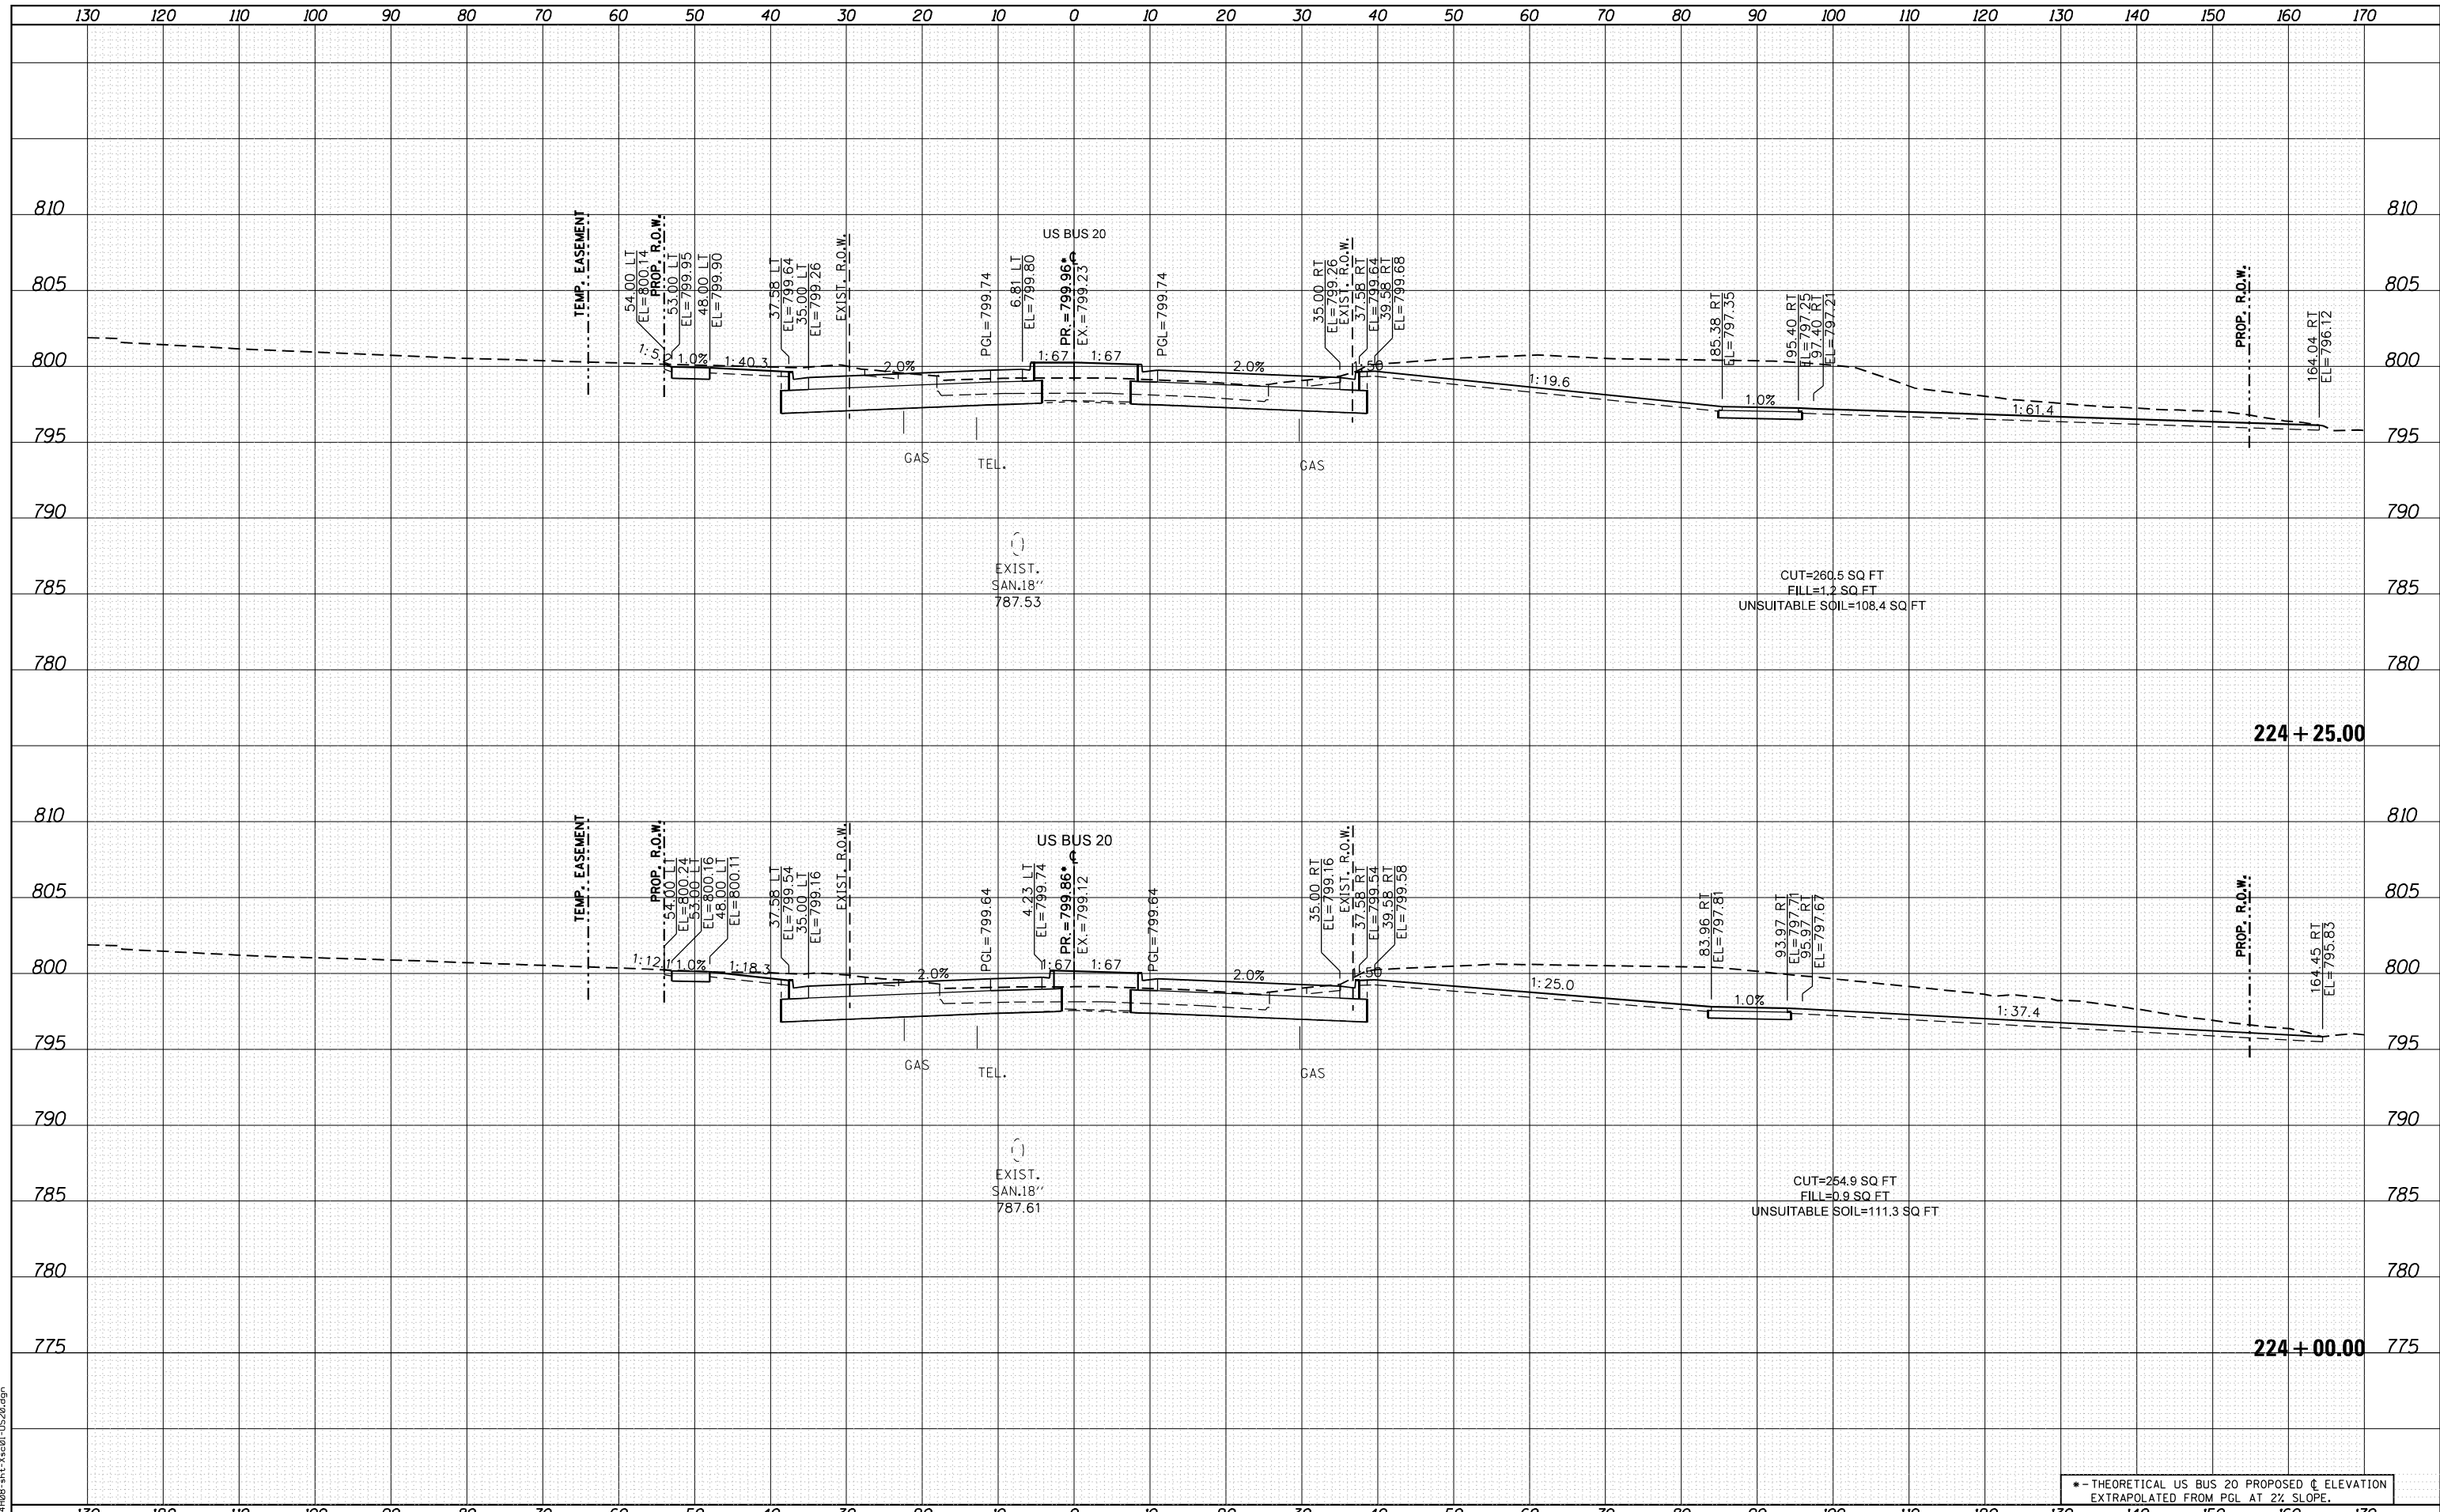 130 120 110 100 90 80 70 60 50 40 30 20 10 0 10 20 30 40 50 60 70 80 90 100 110 120 130 140 150 160 170
810 810
805 805
800 800
795 795
790 790
785 785
780 780
TEMP. EASEMENT
54.00 LT
EL=800.14
PROP. R.O.W.
53.00 LT
EL=799.95
48.00 LT
EL=799.90
37.58 LT
EL=799.64
35.00 LT
EL=799.26
EXIST. R.O.W.
PGL=799.74
6.81 LT
EL=799.80
US BUS 20
℄
PR.=799.96*
EX.=799.23
PGL=799.74
35.00 RT
EL=799.26
EXIST. R.O.W.
37.58 RT
EL=799.64
39.58 RT
EL=799.68
85.38 RT
EL=797.35
95.40 RT
EL=797.25
97.40 RT
EL=797.21
PROP. R.O.W.
164.04 RT
EL=796.12
1.0% 1:40.3 2.0% 1:67 1:67 2.0% 1:19.6 1.0% 1:61.4
GAS
TEL.
GAS
EXIST.
SAN.18''
787.53
CUT=260.5 SQ FT
FILL=1.2 SQ FT
UNSUITABLE SOIL=108.4 SQ FT
224+25.00
810 810
805 805
800 800
795 795
790 790
785 785
780 780
775 775
TEMP. EASEMENT
PROP. R.O.W.
54.00 LT
EL=800.24
53.00 LT
EL=800.16
48.00 LT
EL=800.11
37.58 LT
EL=799.54
35.00 LT
EL=799.16
EXIST. R.O.W.
PGL=799.64
4.23 LT
EL=799.74
US BUS 20
℄
PR.=799.86*
EX.=799.12
PGL=799.64
35.00 RT
EL=799.16
EXIST. R.O.W.
37.58 RT
EL=799.54
39.58 RT
EL=799.58
83.96 RT
EL=797.81
93.97 RT
EL=797.71
95.97 RT
EL=797.67
PROP. R.O.W.
164.45 RT
EL=795.83
1:12.1 1.0% 1:18.3 2.0% 1:67 1:67 2.0% 1:25.0 1.0% 1:37.4
GAS
TEL.
GAS
EXIST.
SAN.18''
787.61
CUT=254.9 SQ FT
FILL=0.9 SQ FT
UNSUITABLE SOIL=111.3 SQ FT
224+00.00
*-THEORETICAL US BUS 20 PROPOSED ℄ ELEVATION
EXTRAPOLATED FROM PGL AT 2% SLOPE.